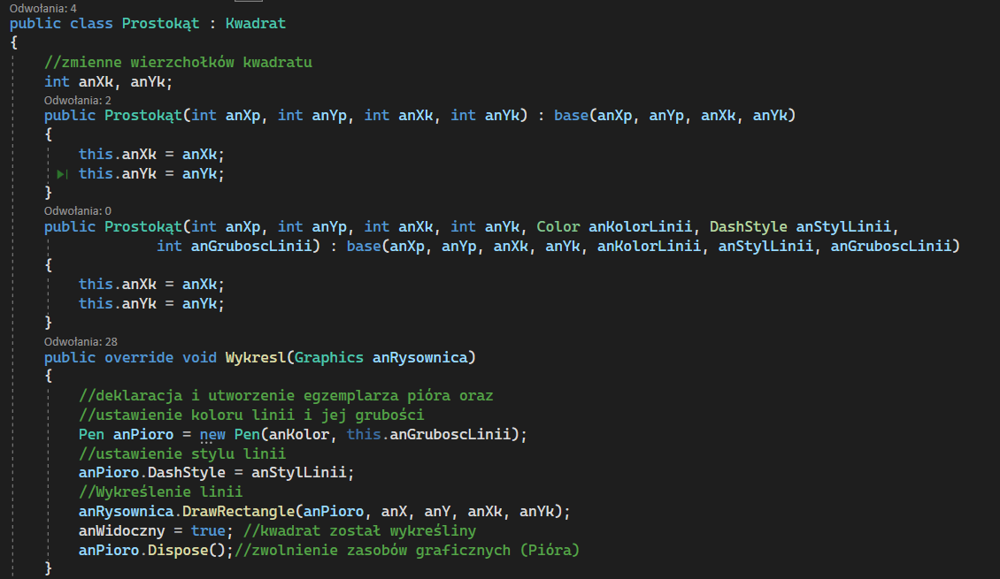 Odwołania: 4
public class Prostokąt : Kwadrat
{
//zmienne wierzchołków kwadratu
int anXk, anYk;
Odwołania: 2
public Prostokąt(int anXp, int anYp, int anXk, int anYk) : base(anXp, anYp, anXk, anYk)
{
this.anXk = anXk;
this.anYk = anYk;
}
Odwołania: 0
public Prostokąt(int anXp, int anYp, int anXk, int anYk, Color anKolorLinii, DashStyle anStylLinii,
int anGruboscLinii) : base(anXp, anYp, anXk, anYk, anKolorLinii, anStylLinii, anGruboscLinii)
{
this.anXk = anXk;
this.anYk = anYk;
}
Odwołania: 28
public override void Wykresl(Graphics anRysownica)
{
//deklaracja i utworzenie egzemplarza pióra oraz
//ustawienie koloru linii i jej grubości
Pen anPioro = new Pen(anKolor, this.anGruboscLinii);
//ustawienie stylu linii
anPioro.DashStyle = anStylLinii;
//Wykreślenie linii
anRysownica.DrawRectangle(anPioro, anX, anY, anXk, anYk);
anWidoczny = true; //kwadrat został wykreśliny
anPioro.Dispose();//zwolnienie zasobów graficznych (Pióra)
}